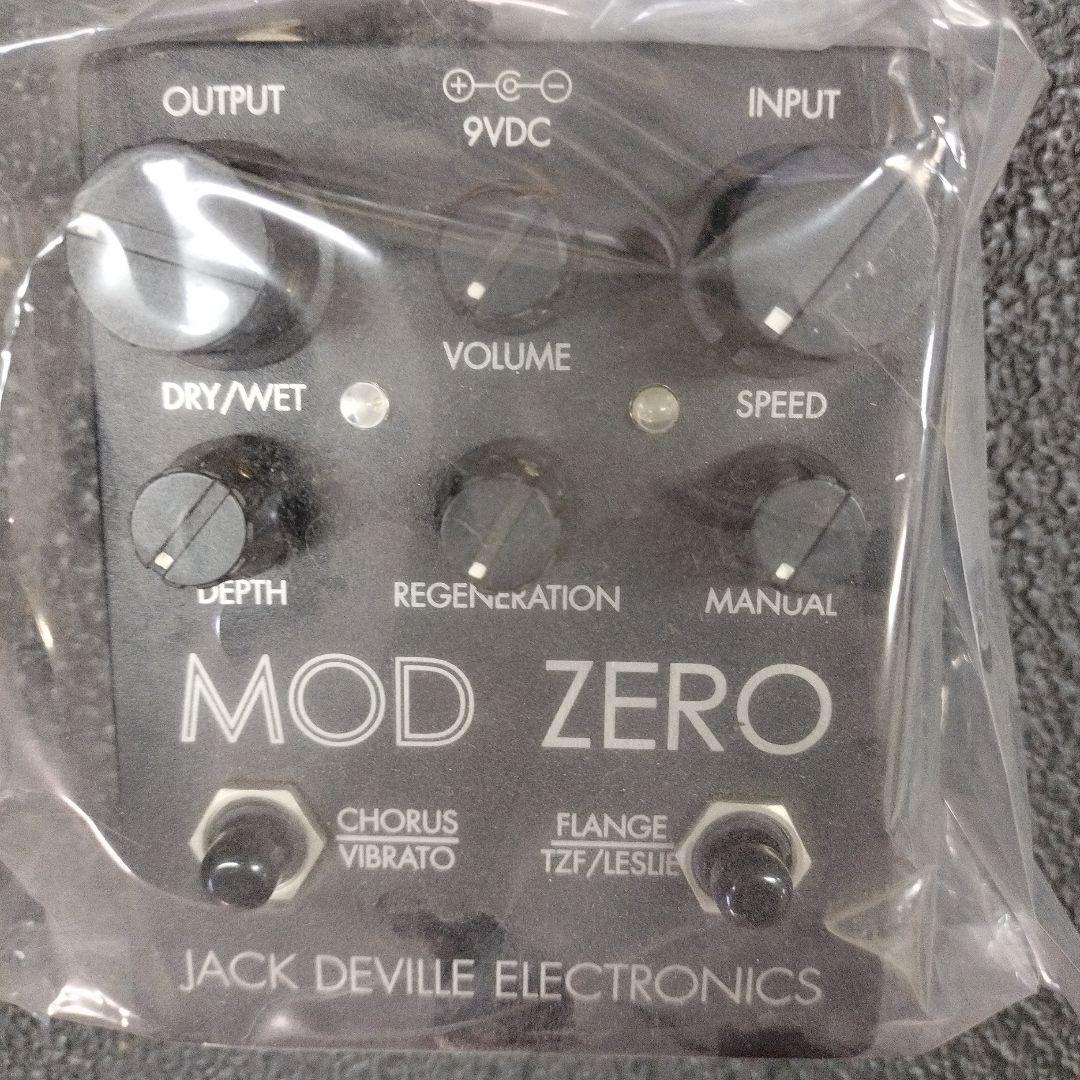 OUTPUT
9VDC
INPUT
VOLUME
DRY/WET
SPEED
DEPTH
REGENERATION
MANUAL
MOD ZERO
CHORUS
VIBRATO
FLANGE
TZF/LESLIE
JACK DEVILLE ELECTRONICS